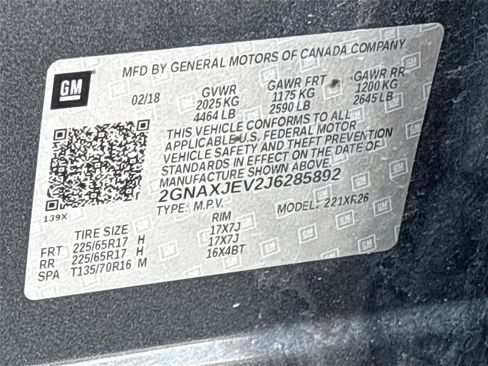 MFD BY GENERAL MOTORS OF CANADA COMPANY
GM
02/18 GVWR GAWR FRT GAWR RR
2025 KG 1175 KG 1200 KG
4464 LB 2590 LB 2645 LB
THIS VEHICLE CONFORMS TO ALL
APPLICABLE U.S. FEDERAL MOTOR
VEHICLE SAFETY AND THEFT PREVENTION
STANDARDS IN EFFECT ON THE DATE OF
MANUFACTURE SHOWN ABOVE.
2GNAXJEV2J6285892
139X TYPE: M.P.V. MODEL: 221XR26
TIRE SIZE RIM
FRT 225/65R17 H 17X7J
RR 225/65R17 H 17X7J
SPA T135/70R16 M 16X4BT